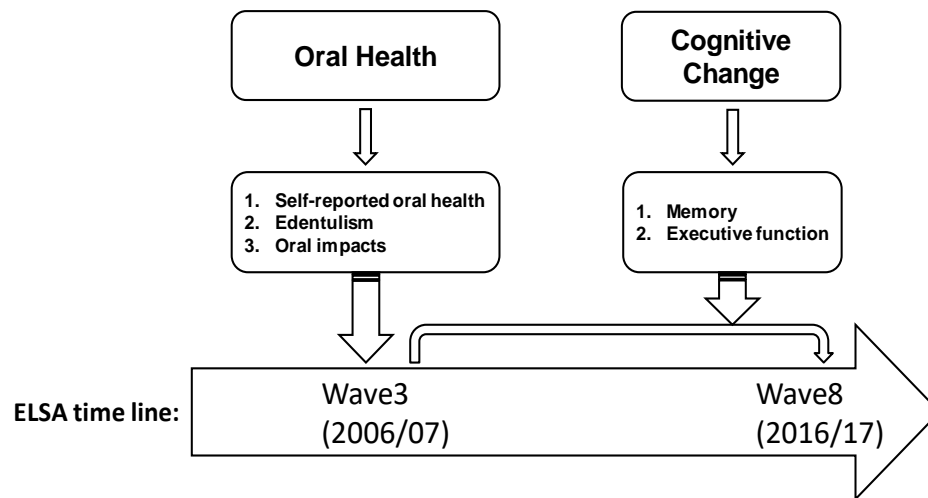 Oral Health
Cognitive
Change
1. Self-reported oral health
2. Edentulism
3. Oral impacts
1. Memory
2. Executive function
ELSA time line:
Wave3
(2006/07)
Wave8
(2016/17)